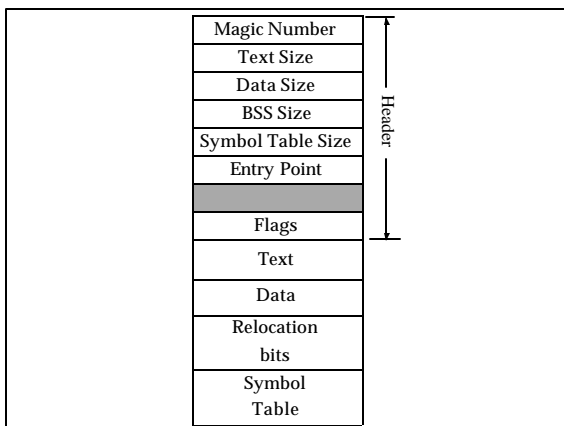 Magic Number
Text Size
Data Size
BSS Size
Symbol Table Size
Entry Point
Flags
Header
Text
Data
Relocation
bits
Symbol
Table